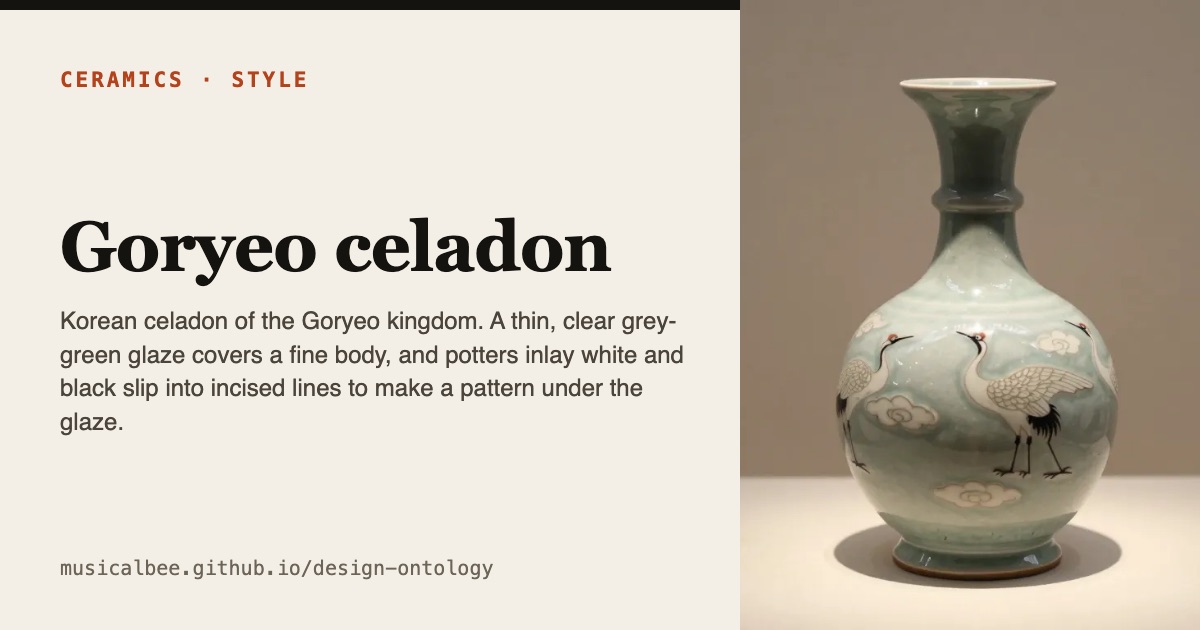 CERAMICS · STYLE
Goryeo celadon
Korean celadon of the Goryeo kingdom. A thin, clear grey-
green glaze covers a fine body, and potters inlay white and
black slip into incised lines to make a pattern under the
glaze.
musicalbee.github.io/design-ontology